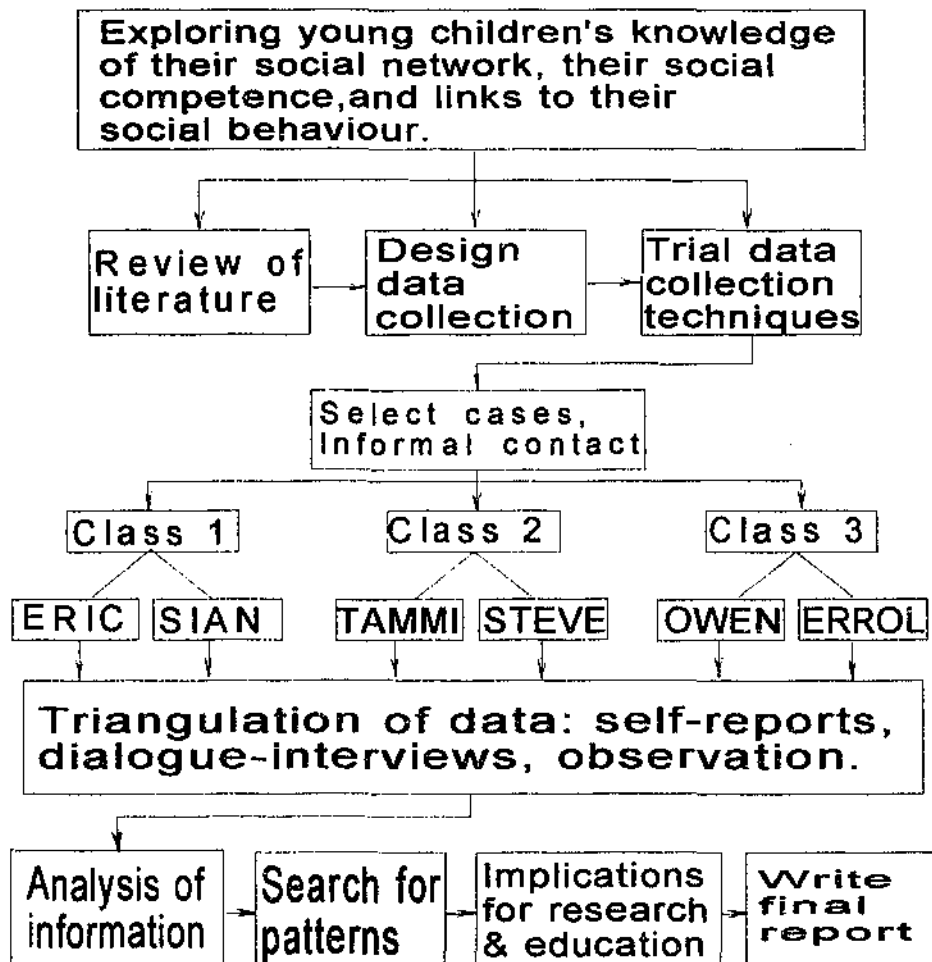 Exploring young children's knowledge
of their social network, their social
competence,and links to their
social behaviour.
Review of
literature
Design
data
collection
Trial data
collection
techniques
Select cases,
Informal contact
Class 1
Class 2
Class 3
ERIC
SIAN
TAMMI
STEVE
OWEN
ERROL
Triangulation of data: self-reports,
dialogue-interviews, observation.
Analysis of
information
Search for
patterns
Implications
for research
& education
Write
final
report